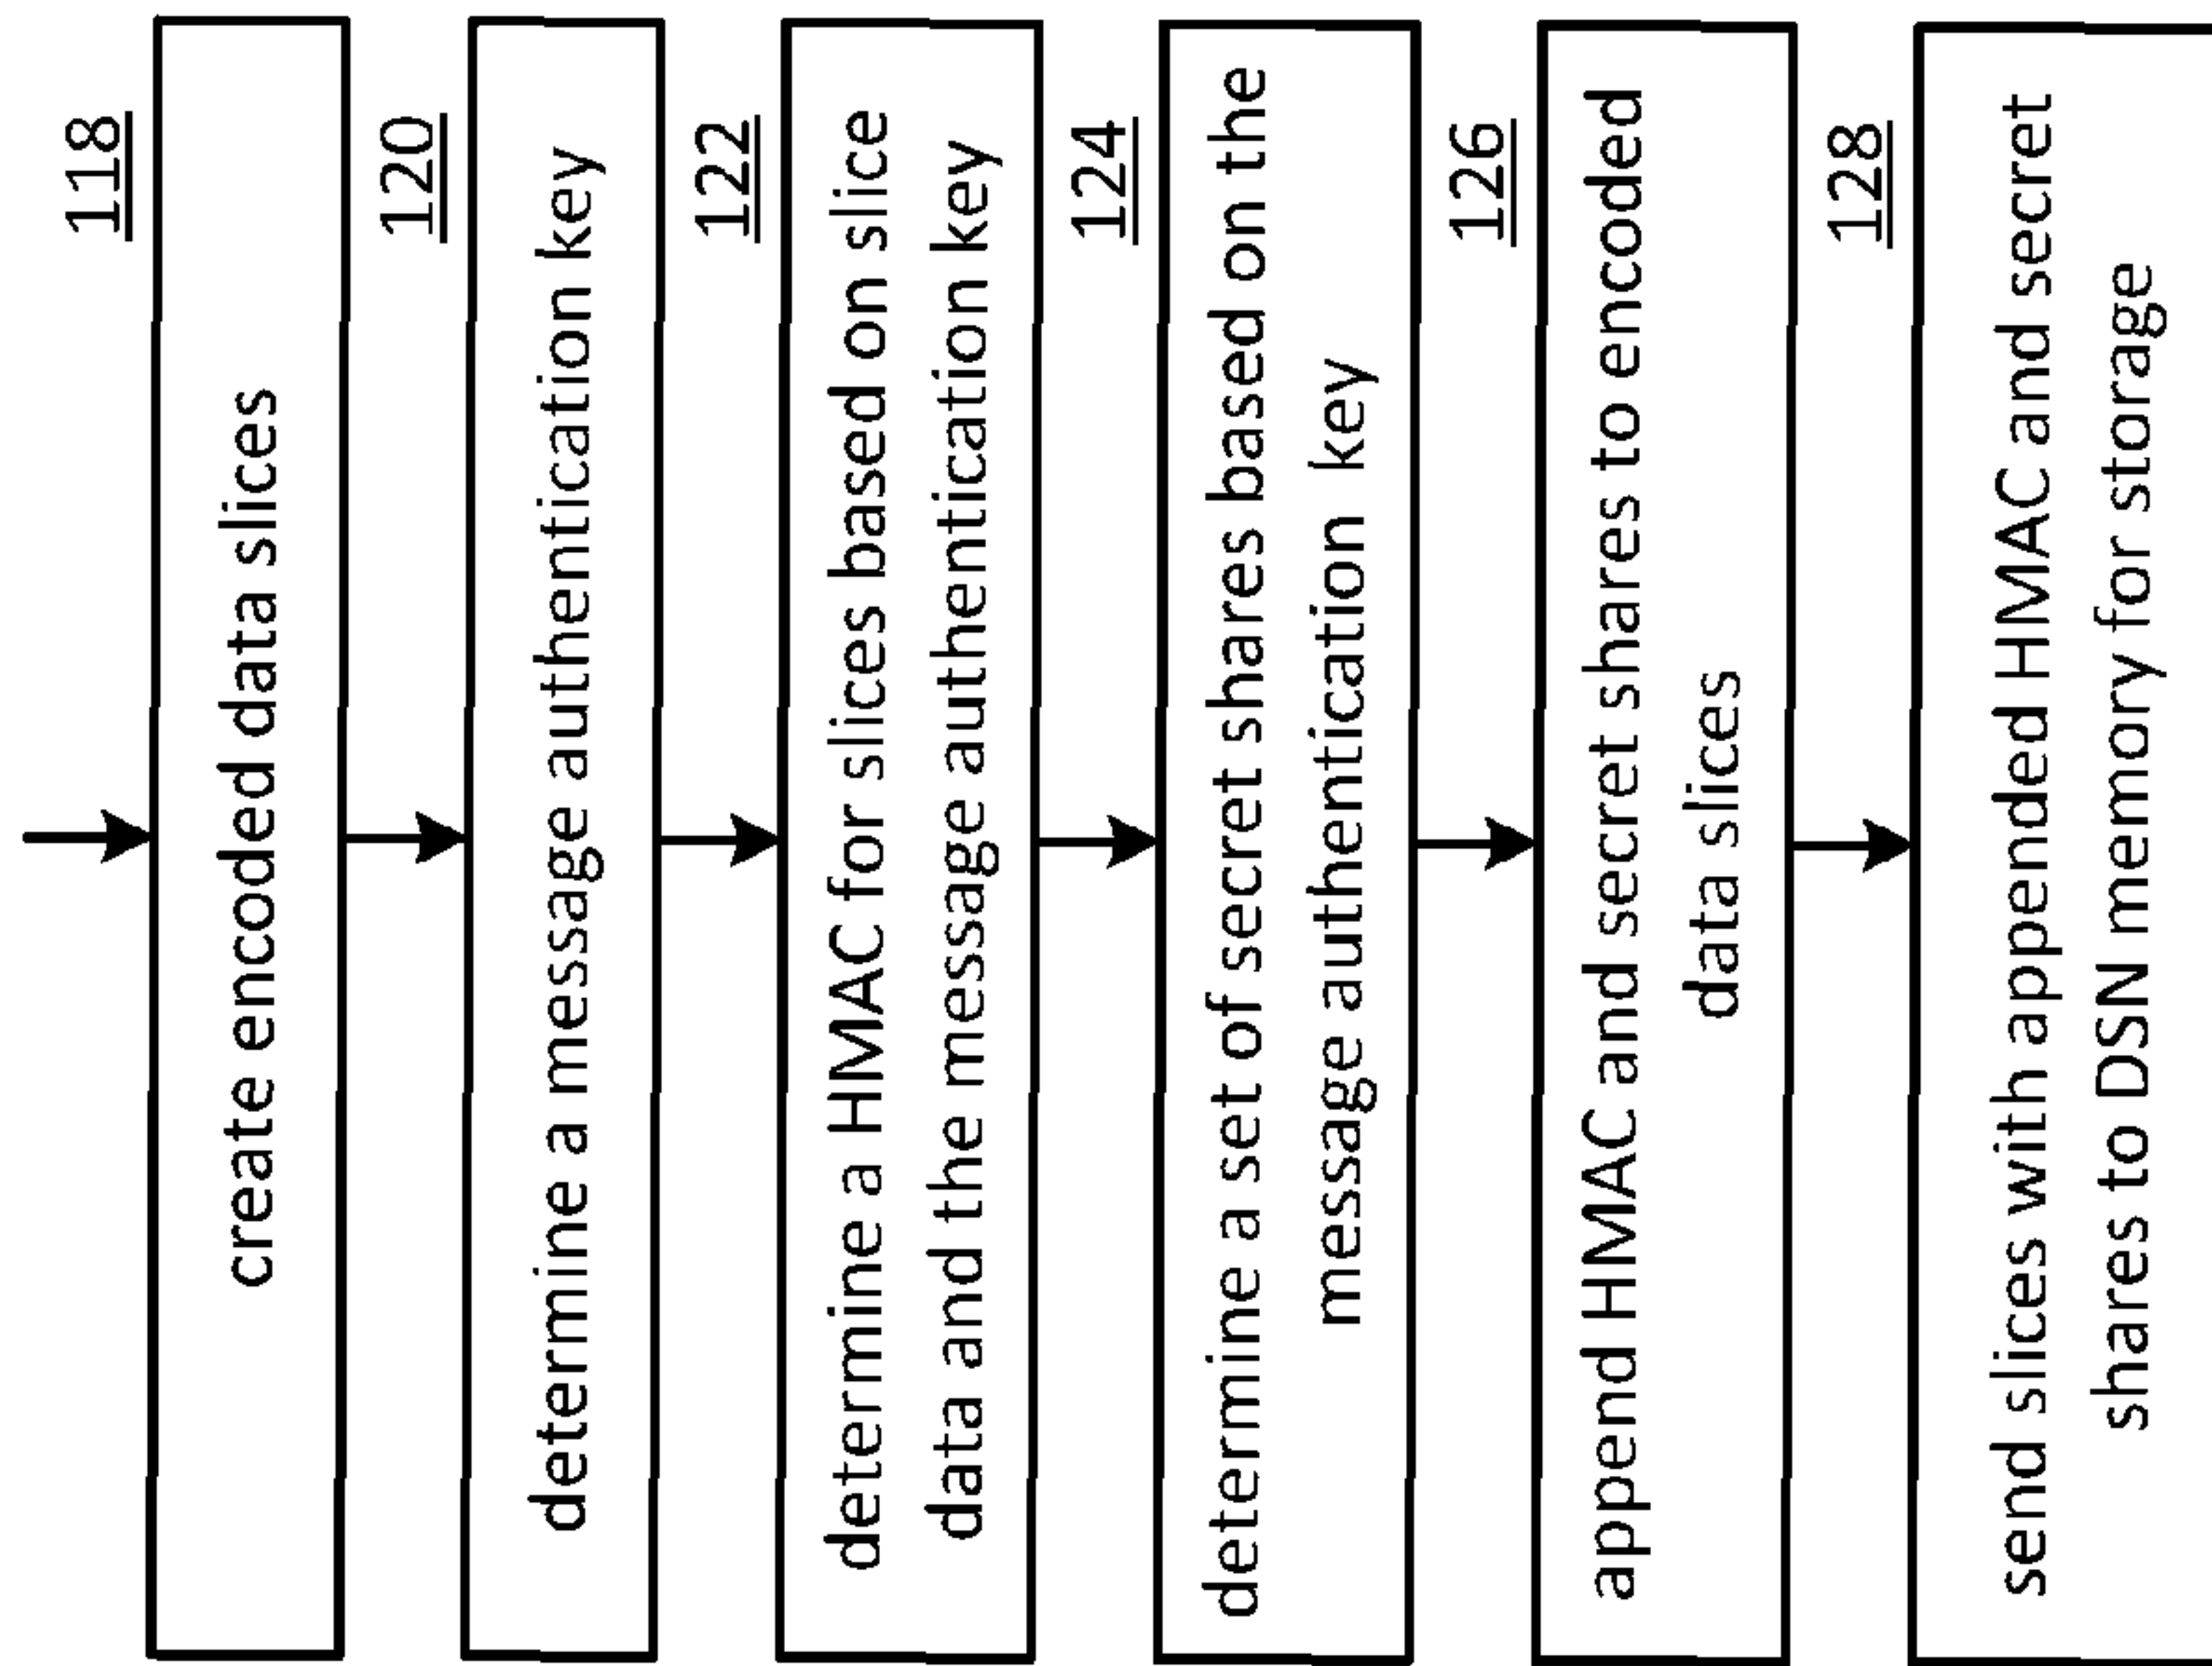 118
create encoded data slices
120
determine a message authentication key
122
determine a HMAC for slices based on slice
data and the message authentication key
124
determine a set of secret shares based on the
message authentication key
126
append HMAC and secret shares to encoded
data slices
128
send slices with appended HMAC and secret
shares to DSN memory for storage